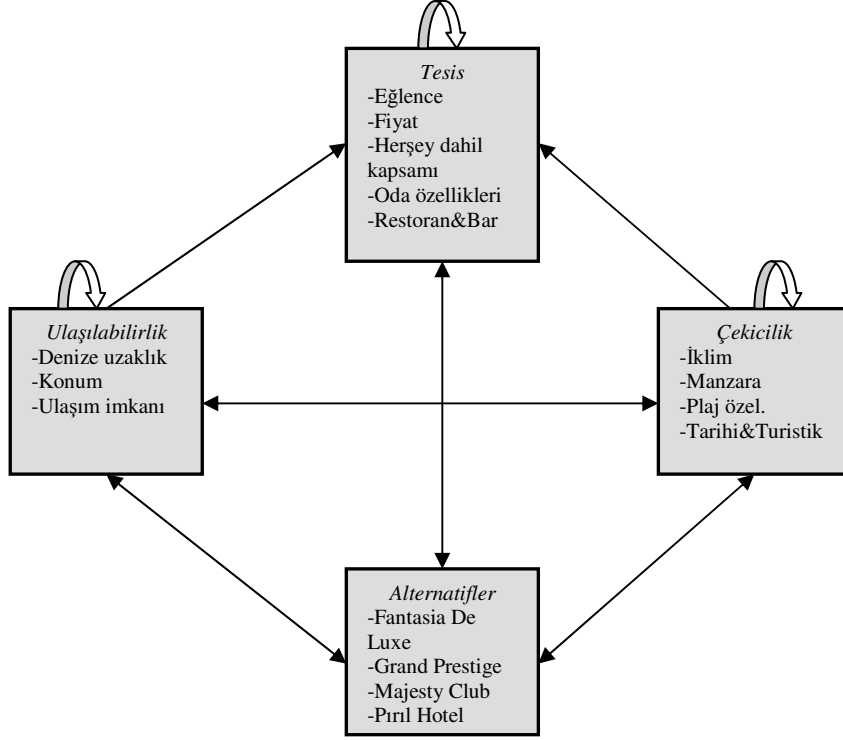 Tesis
-Eğlence
-Fiyat
-Herşey dahil
kapsamı
-Oda özellikleri
-Restoran&Bar
Ulaşılabilirlik
-Denize uzaklık
-Konum
-Ulaşım imkanı
Çekicilik
-İklim
-Manzara
-Plaj özel.
-Tarihi&Turistik
Alternatifler
-Fantasia De
Luxe
-Grand Prestige
-Majesty Club
-Pırıl Hotel